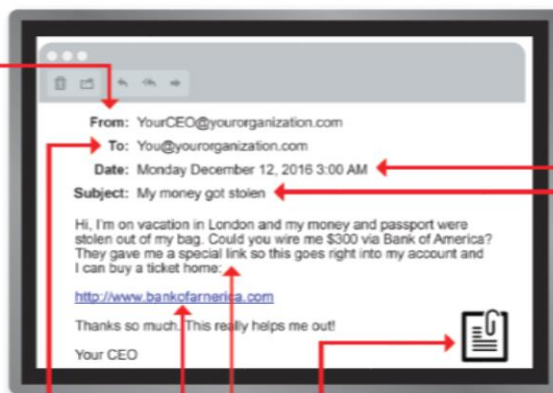 From: YourCEO@yourorganization.com
To: You@yourorganization.com
Date: Monday December 12, 2016 3:00 AM
Subject: My money got stolen
Hi, I'm on vacation in London and my money and passport were
stolen out of my bag. Could you wire me $300 via Bank of America?
They gave me a special link so this goes right into my account and
I can buy a ticket home:
http://www.bankofarnerica.com
Thanks so much. This really helps me out!
Your CEO